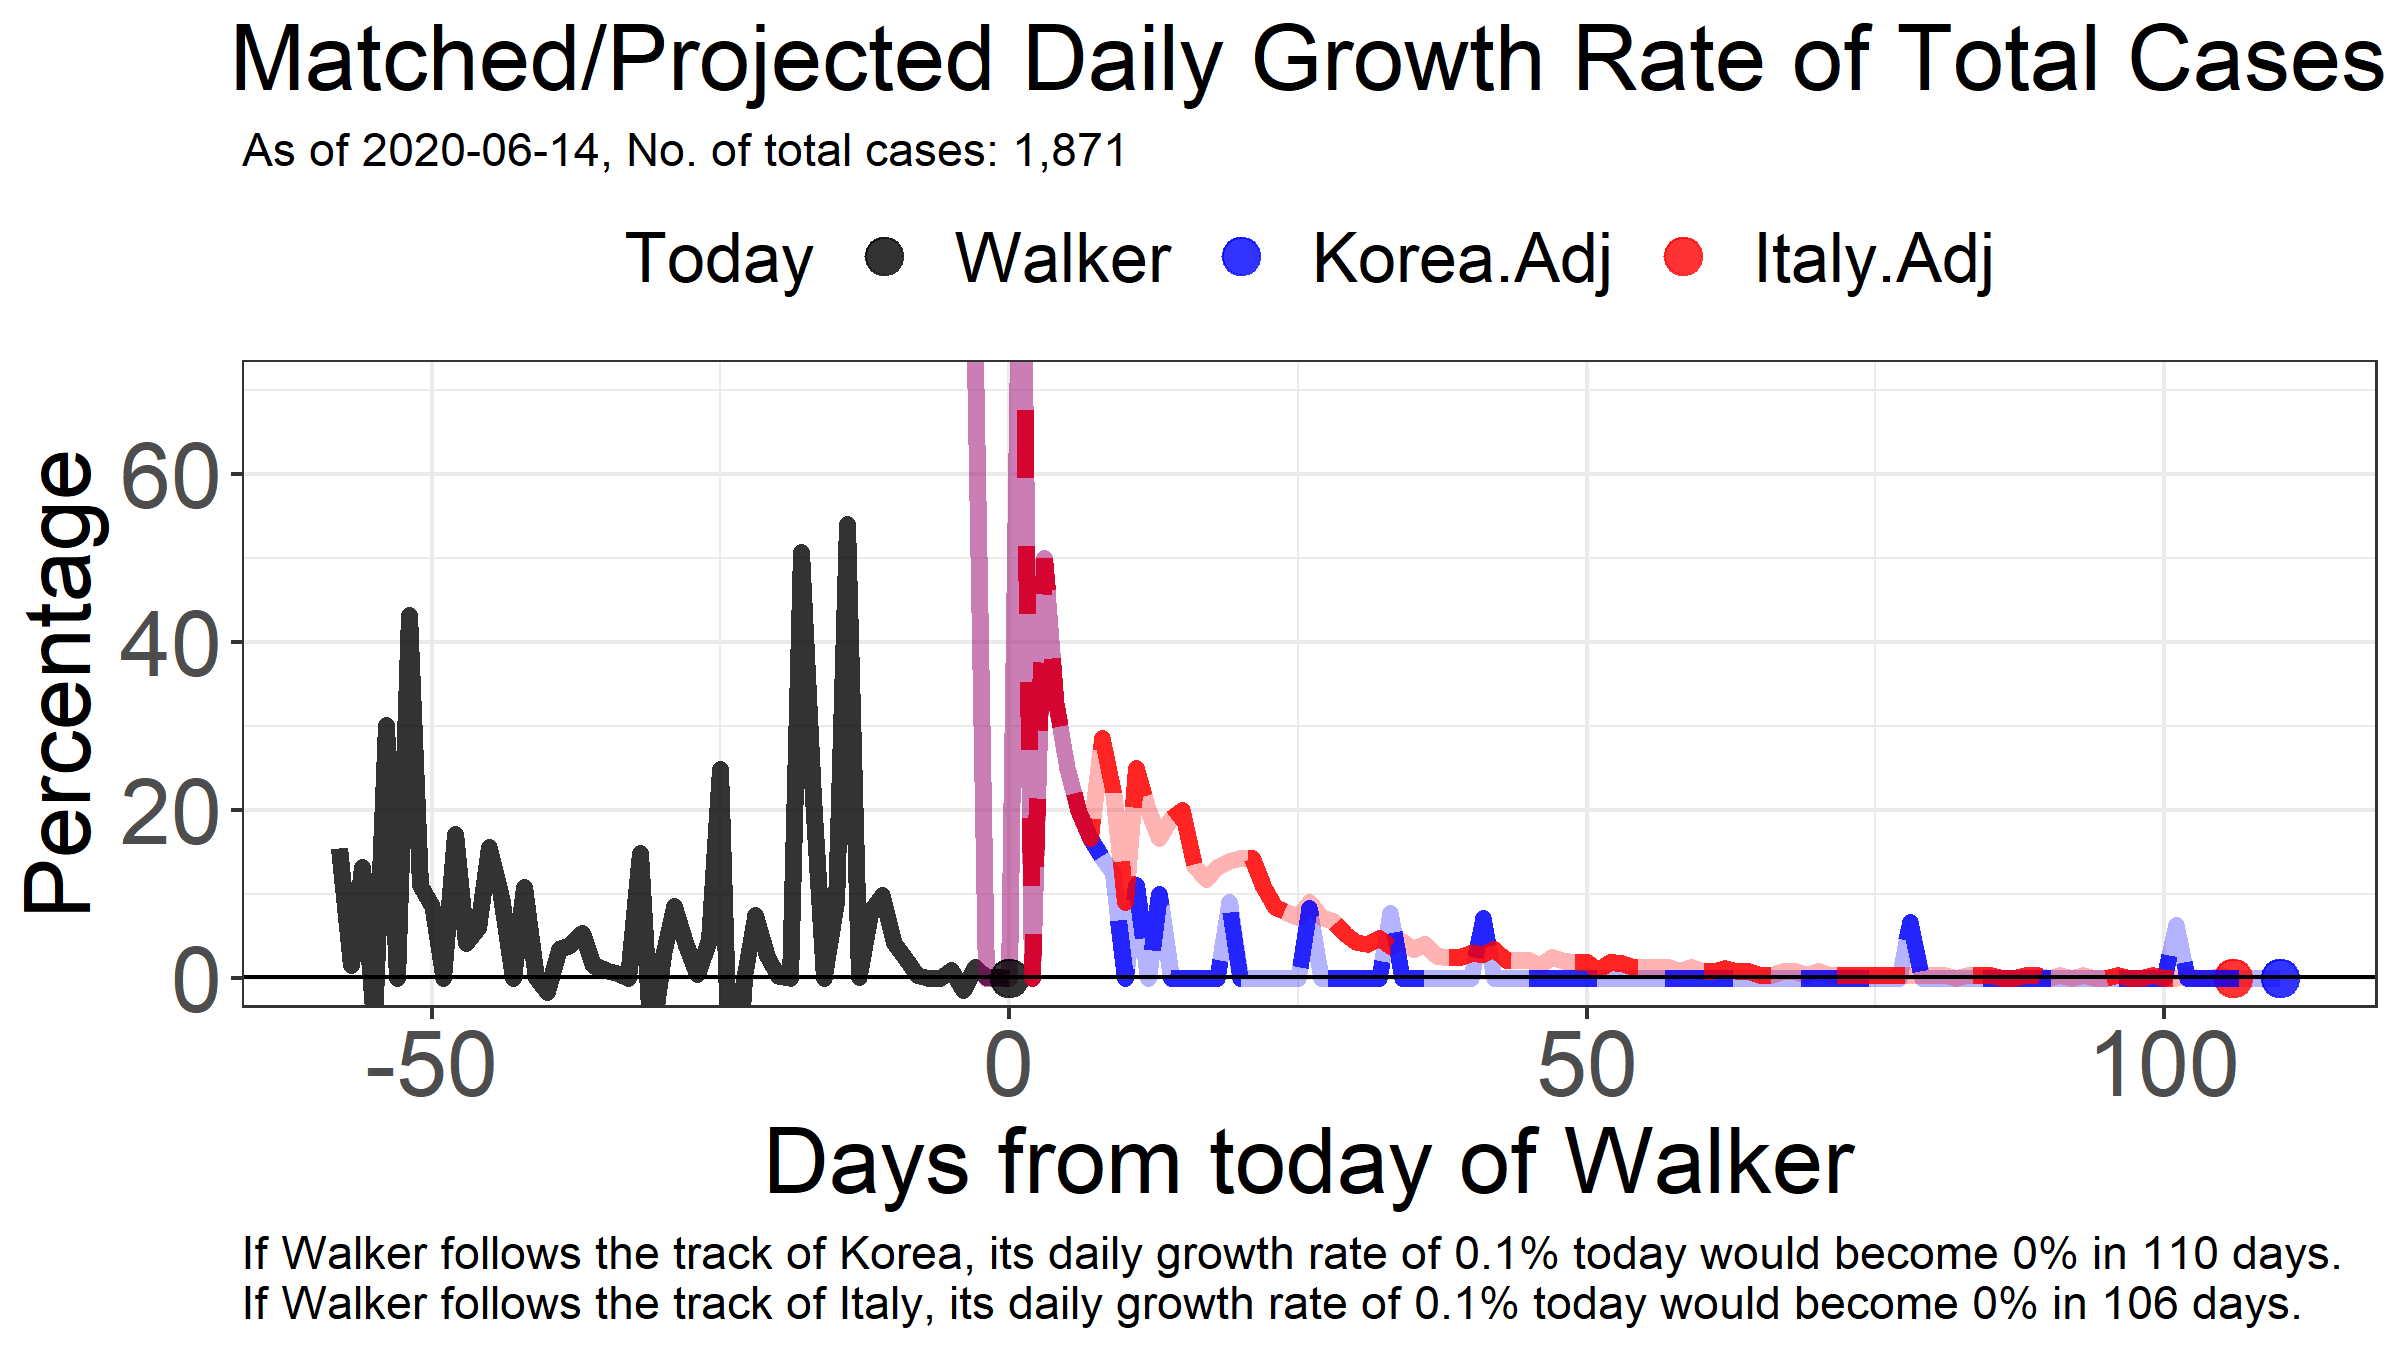 Matched/Projected Daily Growth Rate of Total Cases
As of 2020-06-14, No. of total cases: 1,871
Today Walker Korea.Adj Italy.Adj
Percentage
60
40
20
0
-50 0 50 100
Days from today of Walker
If Walker follows the track of Korea, its daily growth rate of 0.1% today would become 0% in 110 days.
If Walker follows the track of Italy, its daily growth rate of 0.1% today would become 0% in 106 days.